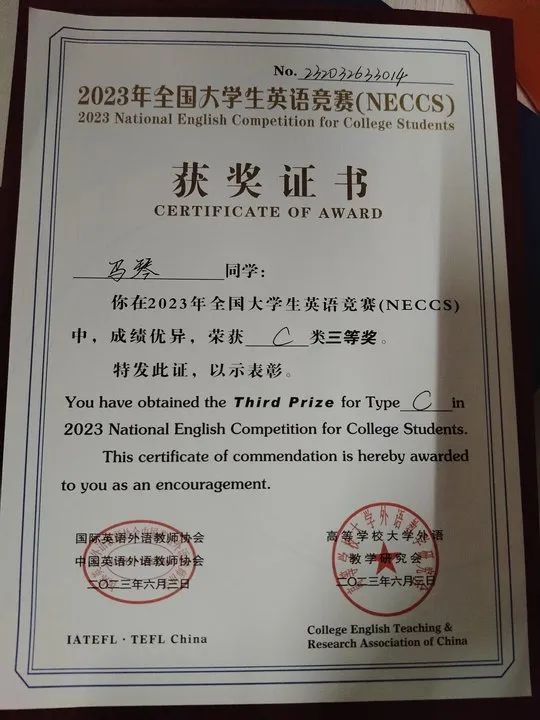 No. 232032633014
2023年全国大学生英语竞赛(NECCS)
2023 National English Competition for College Students
获奖证书
CERTIFICATE OF AWARD
马琴 同学:
你在2023年全国大学生英语竞赛(NECCS)
中，成绩优异，荣获 C 类三等奖。
特发此证，以示表彰。
You have obtained the Third Prize for Type C in
2023 National English Competition for College Students.
This certificate of commendation is hereby awarded
to you as an encouragement.
国际英语外语教师协会
中国英语外语教师协会
二〇二三年六月三日
IATEFL · TEFL China
高等学校大学外语
教学研究会
二〇二三年六月三日
College English Teaching &
Research Association of China